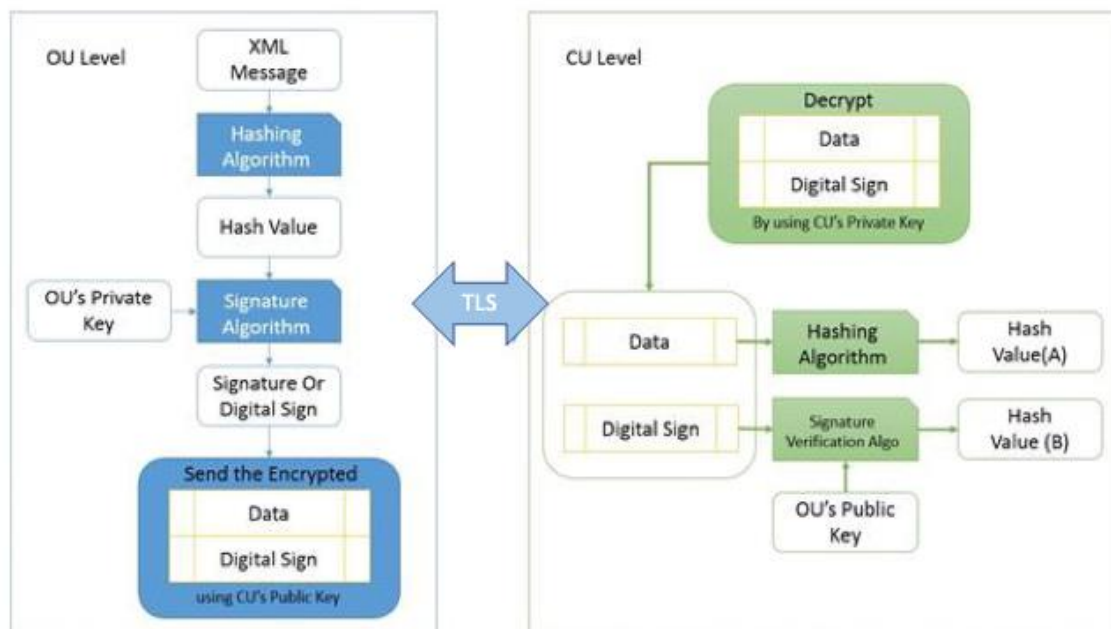 OU Level
XML
Message
Hashing
Algorithm
Hash Value
OU's Private
Key
Signature
Algorithm
Signature Or
Digital Sign
Send the Encrypted
Data
Digital Sign
using CU's Public Key
TLS
CU Level
Decrypt
Data
Digital Sign
By using CU's Private Key
Data
Hashing
Algorithm
Hash
Value(A)
Digital Sign
Signature
Verification Algo
Hash
Value (B)
OU's Public
Key